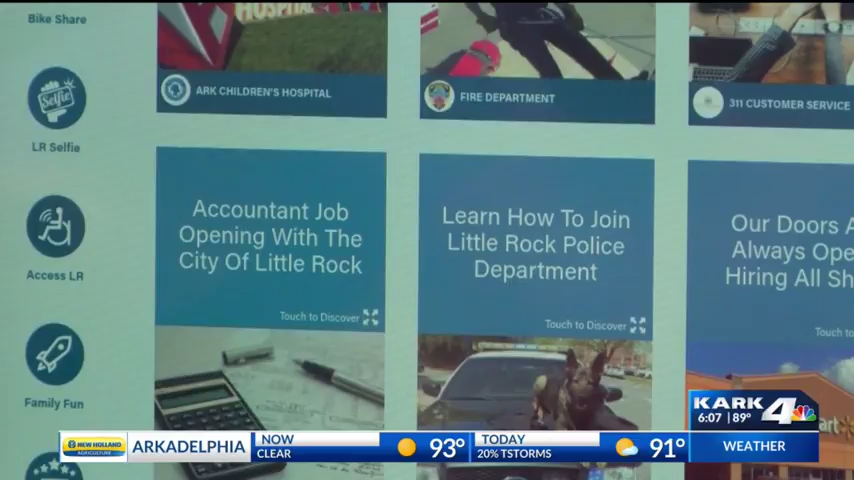 Bike Share
HOSPITAL
ARK CHILDREN'S HOSPITAL
FIRE DEPARTMENT
311 CUSTOMER SERVICE
Selfie
LR Selfie
Access LR
Family Fun
Accountant Job
Opening With The
City Of Little Rock
Touch to Discover
Learn How To Join
Little Rock Police
Department
Touch to Discover
Our Doors A
Always Ope
Hiring All Sh
Touch to
art
KARK 4
6:07 89°
WEATHER
NEW HOLLAND
AGRICULTURE
ARKADELPHIA
NOW
CLEAR
93°
TODAY
20% TSTORMS
91°